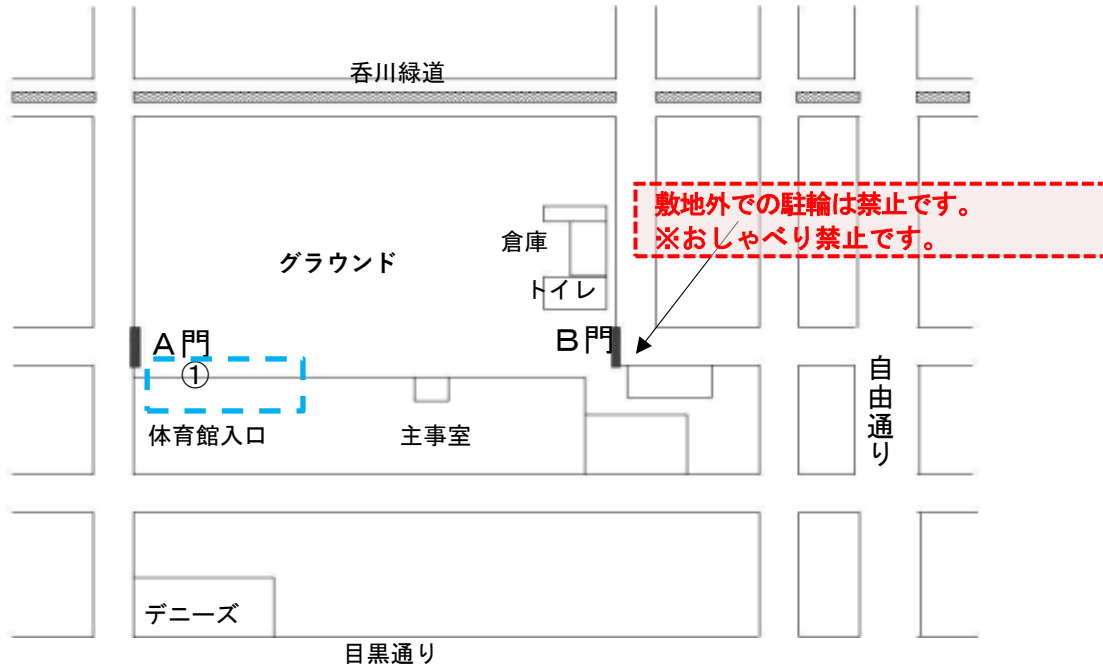 呑川緑道
敷地外での駐輪は禁止です。
※おしゃべり禁止です。
倉庫
グラウンド
トイレ
A門
B門
①
自由通り
体育館入口
主事室
デニーズ
目黒通り